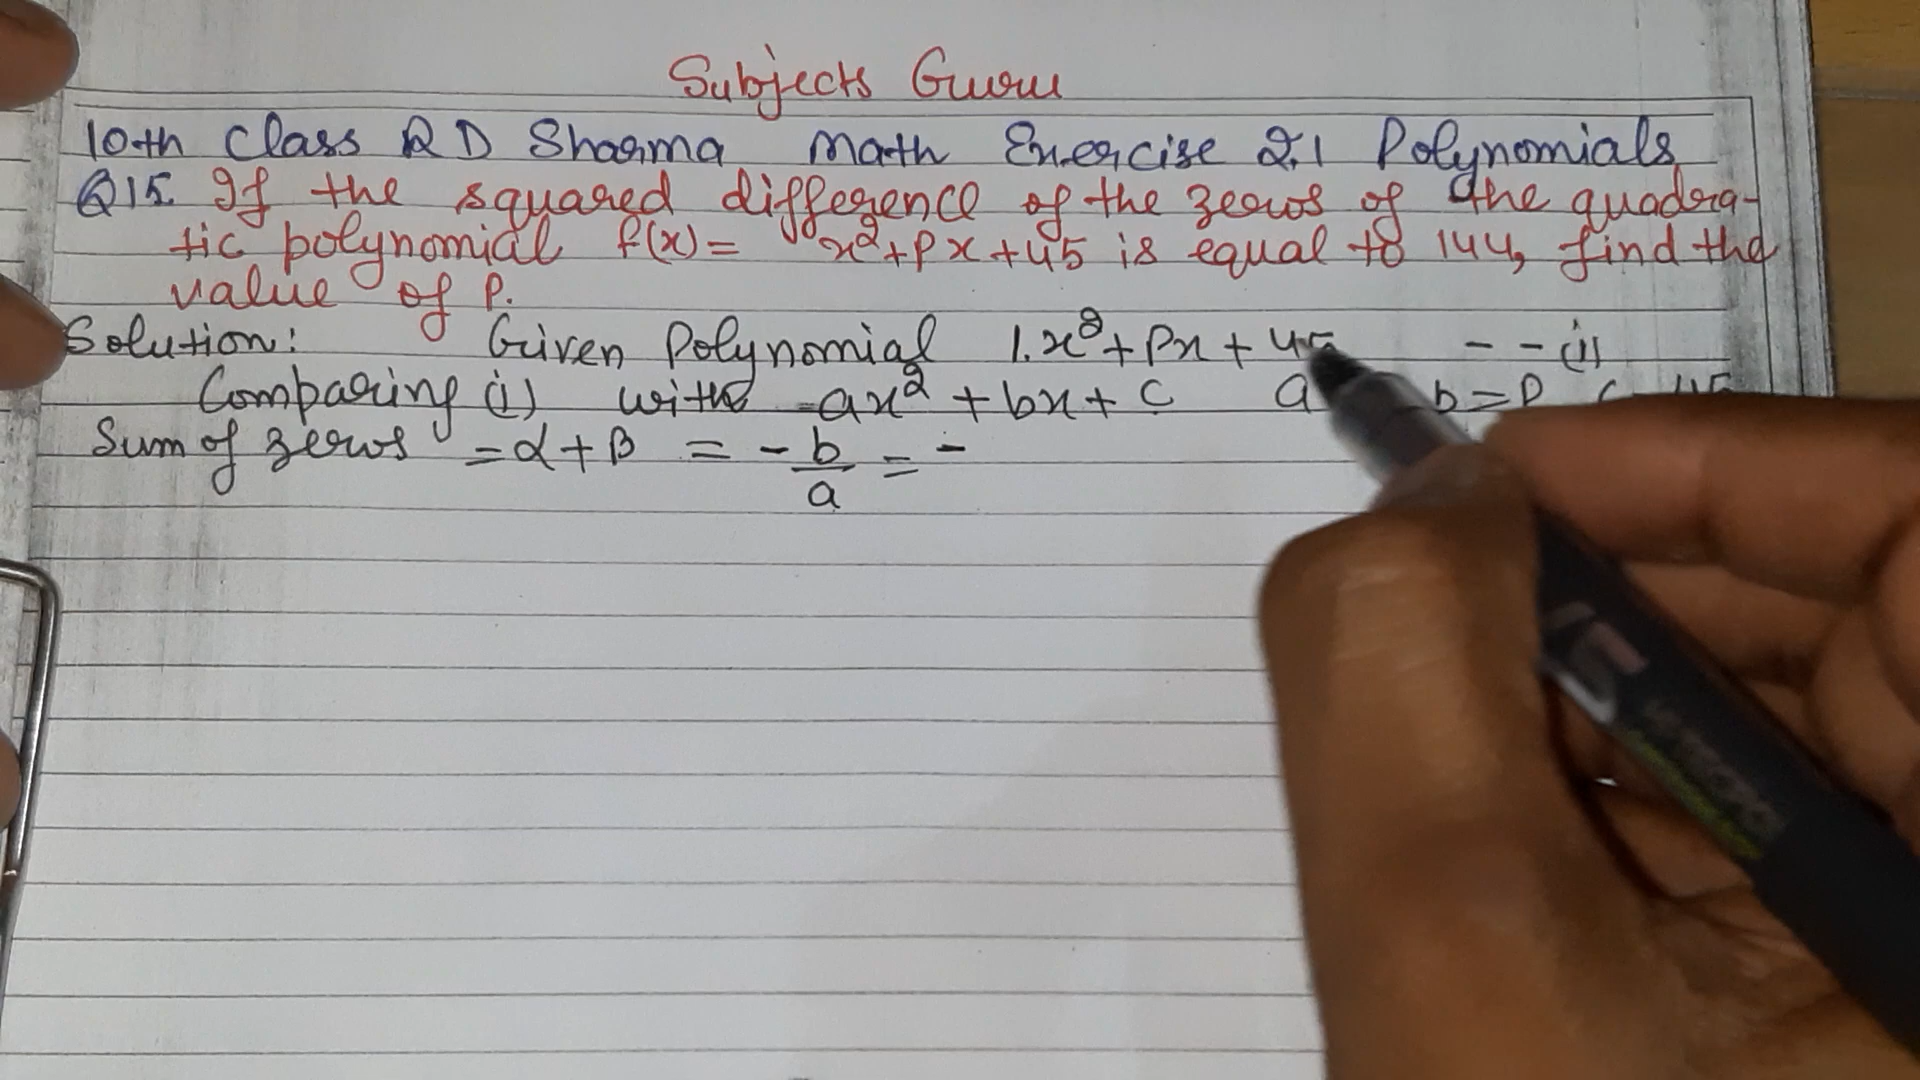 Subjects Guru
10th Class R D Sharma Math Exercise 2.1 Polynomials
Q15. If the squared difference of the zeros of the quadra-
tic polynomial f(x) = x²+px+45 is equal to 144, find the
value of p.
Solution: Given Polynomial 1.x²+px+45 - - (i)
Comparing (i) with ax²+bx+c a b=p c 45
Sum of zeros = α+β = -b/a = -